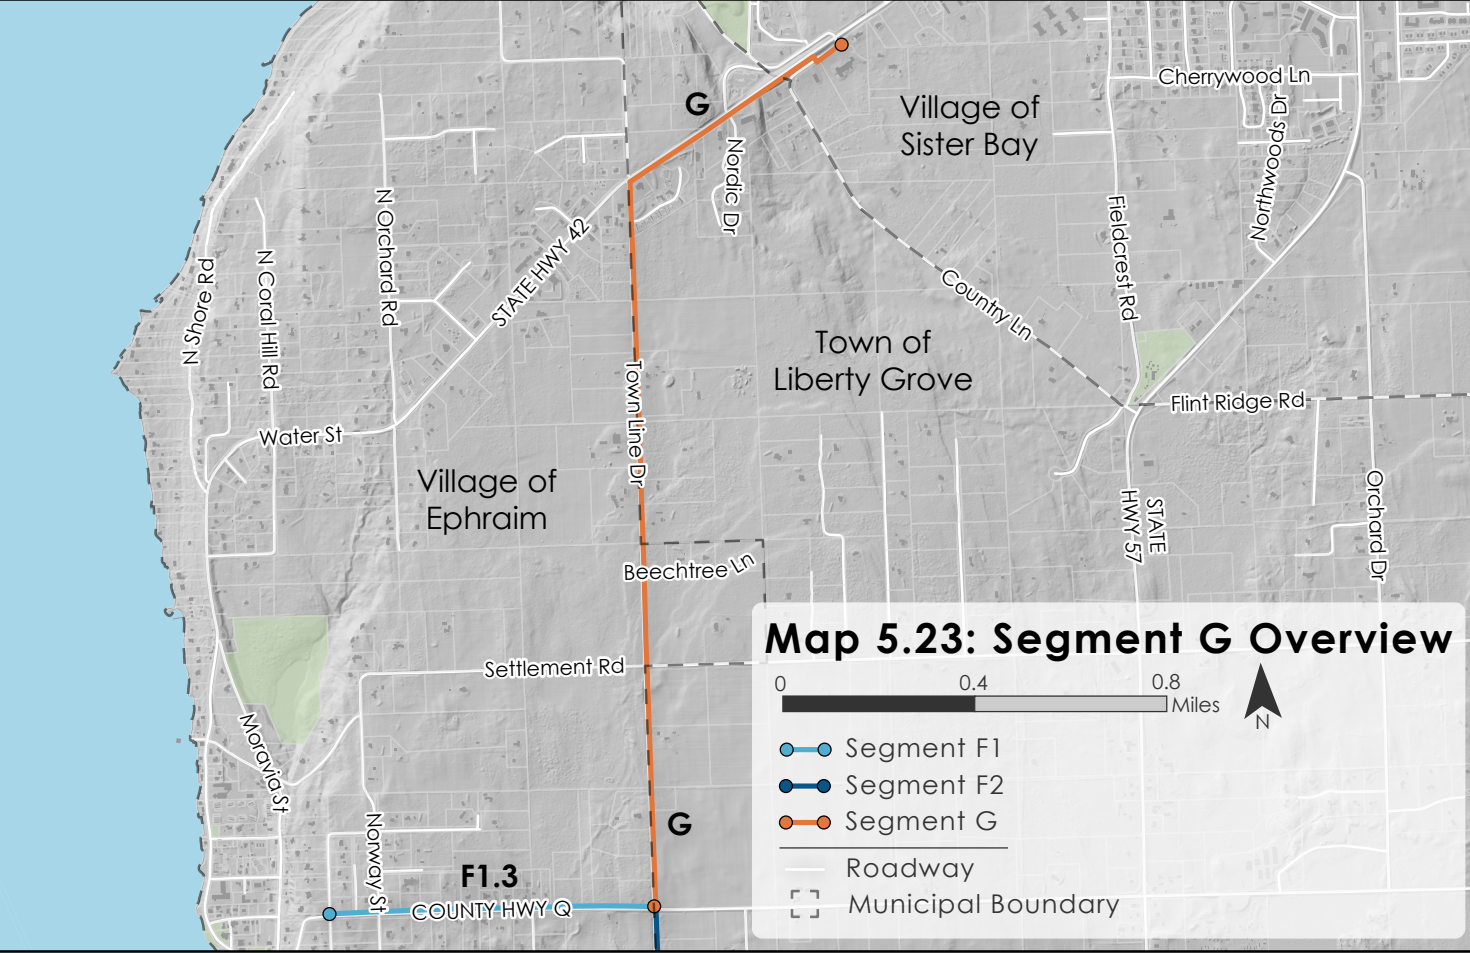 Cherrywood Ln
G
Village of
Sister Bay
Northwoods Dr
Nordic Dr
N Orchard Rd
STATE HWY 42
Fieldcrest Rd
N Shore Rd
N Coral Hill Rd
Country Ln
Town of
Liberty Grove
Town Line Dr
Flint Ridge Rd
Water St
Village of
Ephraim
Orchard Dr
STATE
HWY 57
Beechtree Ln
Settlement Rd
Moravia St
Norway St
G
F1.3
COUNTY HWY Q
Map 5.23: Segment G Overview
0 0.4 0.8
Miles
N
Segment F1
Segment F2
Segment G
Roadway
Municipal Boundary